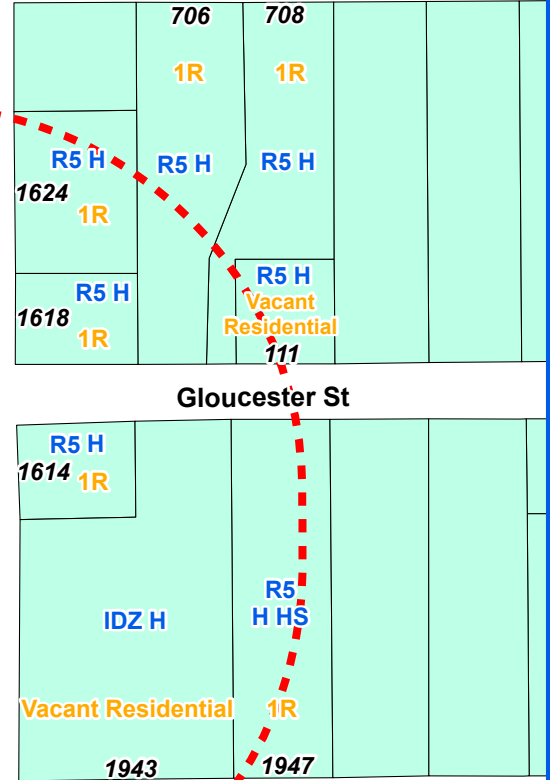 706 708
1R 1R
R5 H R5 H R5 H
1624
1R
R5 H R5 H
Vacant
Residential
1618
1R
111
Gloucester St
R5 H
1614 1R
R5
H HS
IDZ H
Vacant Residential 1R
1943 1947